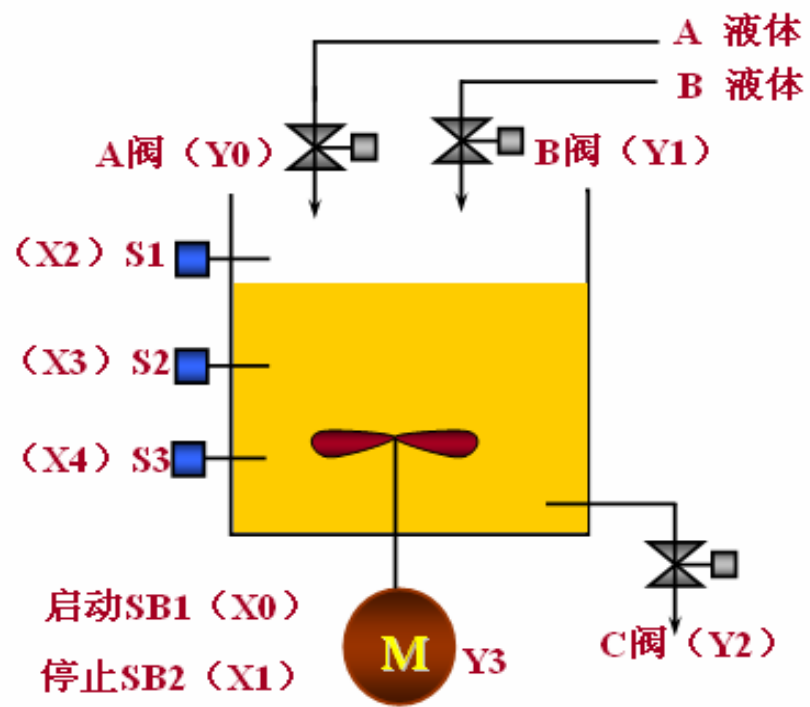 A 液体
B 液体
A阀（Y0）
B阀（Y1）
（X2）S1
（X3）S2
（X4）S3
启动SB1（X0）
C阀（Y2）
M
Y3
停止SB2（X1）